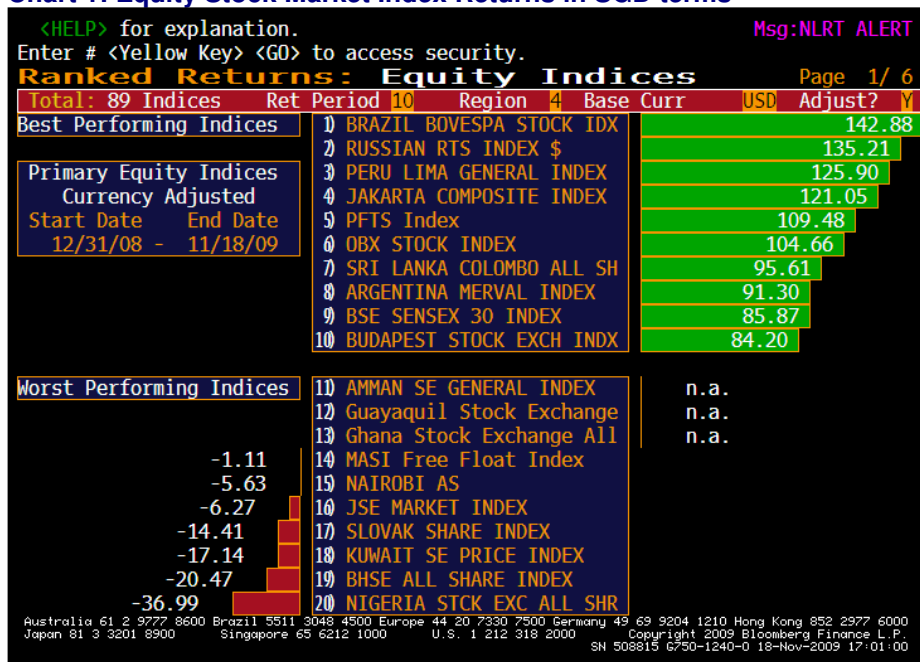 Chart 1: Equity Stock Market Index Returns in USD terms
<HELP> for explanation. Msg:NLRT ALERT
Enter # <Yellow Key> <GO> to access security.
Ranked Returns: Equity Indices Page 1/ 6
Total: 89 Indices Ret Period 10 Region 4 Base Curr USD Adjust? Y
Best Performing Indices 1) BRAZIL BOVESPA STOCK IDX 142.88
2) RUSSIAN RTS INDEX $ 135.21
Primary Equity Indices 3) PERU LIMA GENERAL INDEX 125.90
Currency Adjusted 4) JAKARTA COMPOSITE INDEX 121.05
Start Date End Date 5) PFTS Index 109.48
12/31/08 - 11/18/09 6) OBX STOCK INDEX 104.66
7) SRI LANKA COLOMBO ALL SH 95.61
8) ARGENTINA MERVAL INDEX 91.30
9) BSE SENSEX 30 INDEX 85.87
10) BUDAPEST STOCK EXCH INDX 84.20
Worst Performing Indices 11) AMMAN SE GENERAL INDEX n.a.
12) Guayaquil Stock Exchange n.a.
13) Ghana Stock Exchange All n.a.
-1.11 14) MASI Free Float Index
-5.63 15) NAIROBI AS
-6.27 16) JSE MARKET INDEX
-14.41 17) SLOVAK SHARE INDEX
-17.14 18) KUWAIT SE PRICE INDEX
-20.47 19) BHSE ALL SHARE INDEX
-36.99 20) NIGERIA STCK EXC ALL SHR
Australia 61 2 9777 8600 Brazil 5511 3048 4500 Europe 44 20 7330 7500 Germany 49 69 9204 1210 Hong Kong 852 2977 6000
Japan 81 3 3201 8900 Singapore 65 6212 1000 U.S. 1 212 318 2000 Copyright 2009 Bloomberg Finance L.P.
SN 508815 G750-1240-0 18-Nov-2009 17:01:00